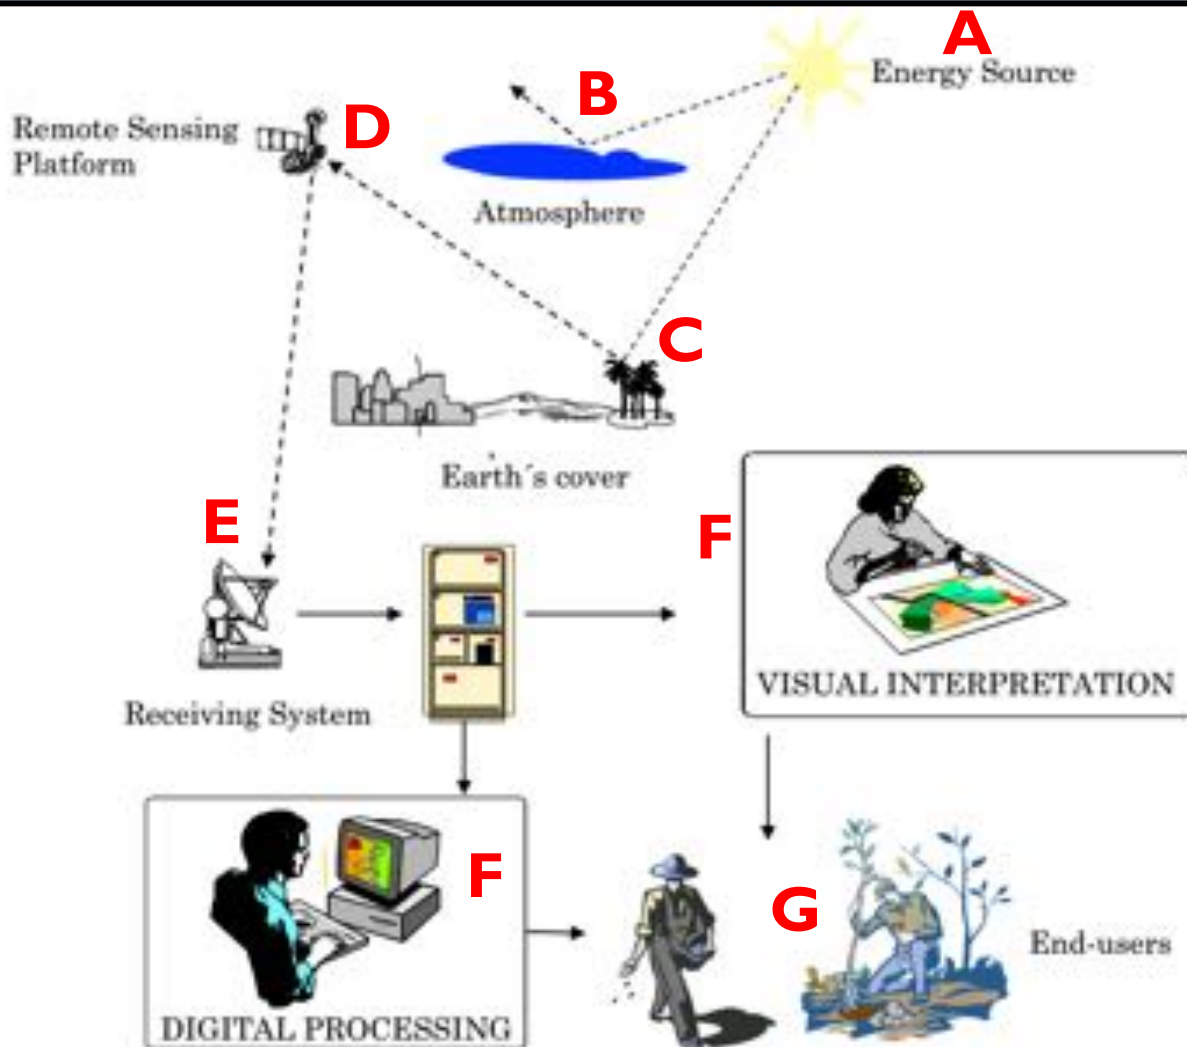 A
Energy Source
B
D
Remote Sensing
Platform
Atmosphere
C
Earth´s cover
E
F
VISUAL INTERPRETATION
Receiving System
F
G
End-users
DIGITAL PROCESSING